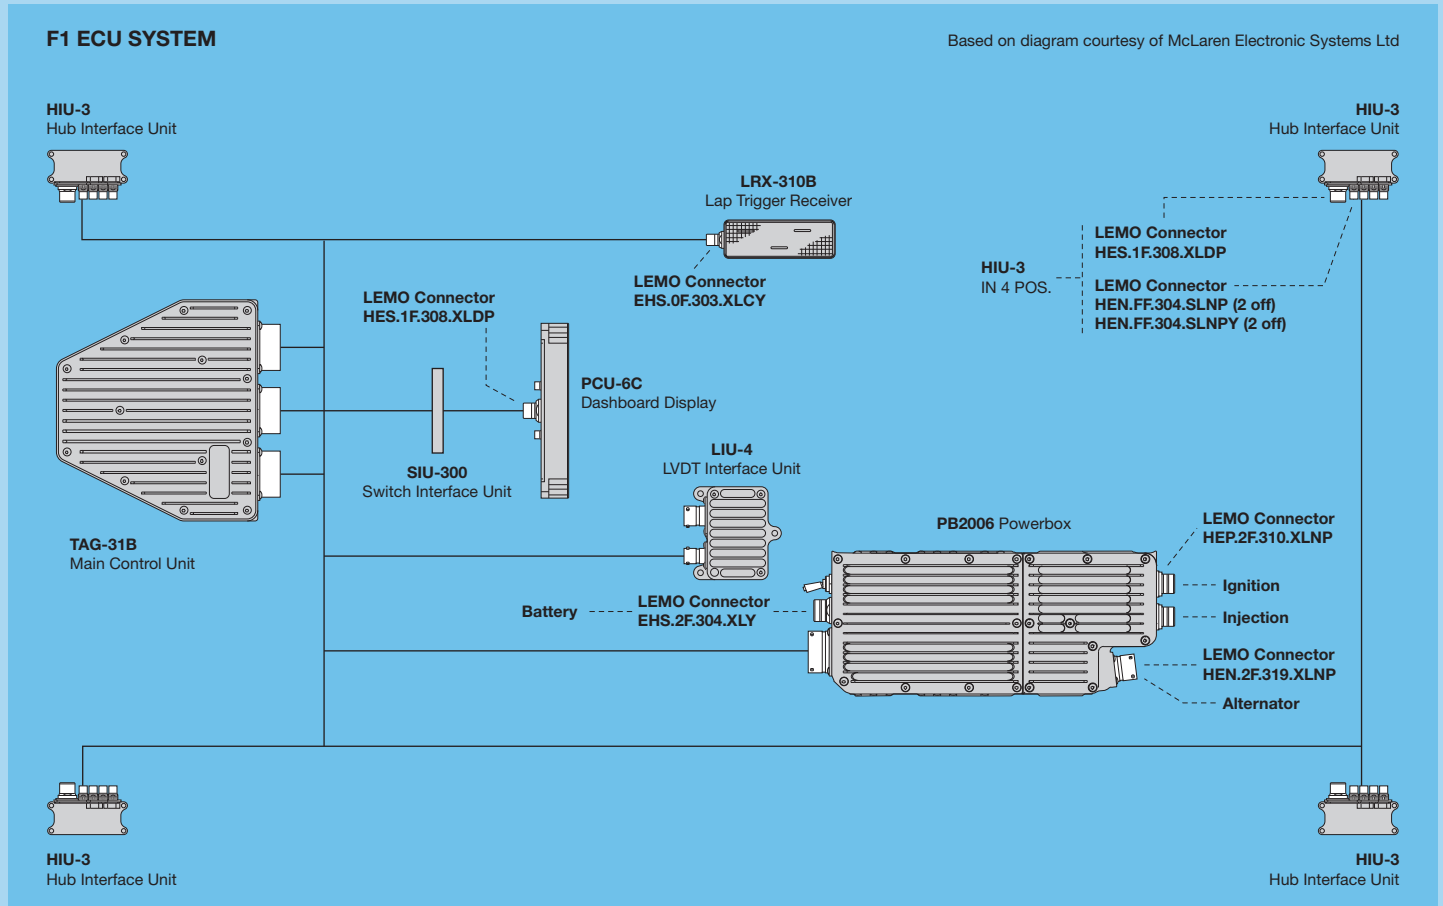 F1 ECU SYSTEM
Based on diagram courtesy of McLaren Electronic Systems Ltd
HIU-3
Hub Interface Unit
HIU-3
Hub Interface Unit
LRX-310B
Lap Trigger Receiver
LEMO Connector
EHS.0F.303.XLCY
LEMO Connector
HES.1F.308.XLDP
HIU-3
IN 4 POS.
LEMO Connector
HEN.FF.304.SLNP (2 off)
HEN.FF.304.SLNPY (2 off)
LEMO Connector
HES.1F.308.XLDP
PCU-6C
Dashboard Display
SIU-300
Switch Interface Unit
LIU-4
LVDT Interface Unit
TAG-31B
Main Control Unit
PB2006 Powerbox
LEMO Connector
HEP.2F.310.XLNP
Ignition
Injection
Battery
LEMO Connector
EHS.2F.304.XLY
LEMO Connector
HEN.2F.319.XLNP
Alternator
HIU-3
Hub Interface Unit
HIU-3
Hub Interface Unit